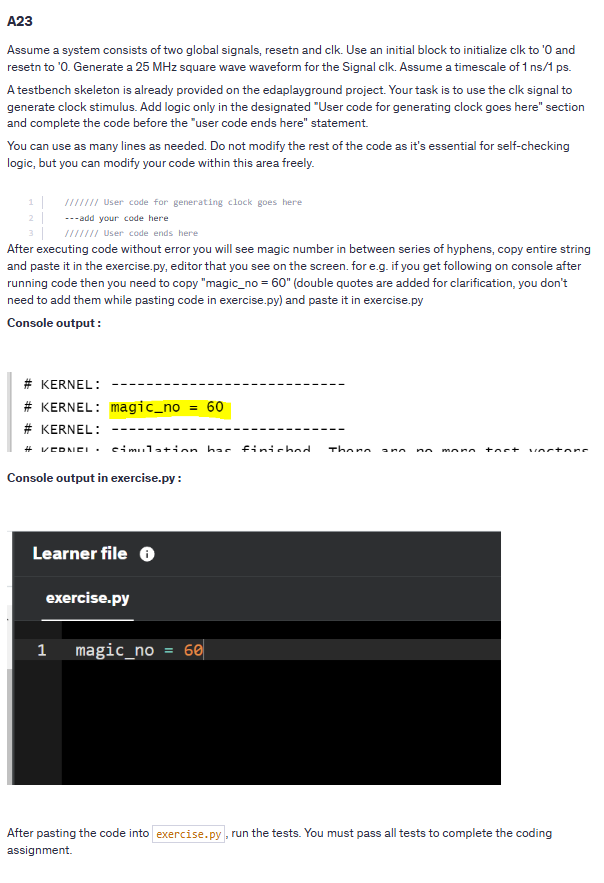 A23
Assume a system consists of two global signals, resetn and clk. Use an initial block to initialize clk to '0 and
resetn to '0. Generate a 25 MHz square wave waveform for the Signal clk. Assume a timescale of 1 ns/1 ps.
A testbench skeleton is already provided on the edaplayground project. Your task is to use the clk signal to
generate clock stimulus. Add logic only in the designated "User code for generating clock goes here" section
and complete the code before the "user code ends here" statement.
You can use as many lines as needed. Do not modify the rest of the code as it's essential for self-checking
logic, but you can modify your code within this area freely.
1 /////// User code for generating clock goes here
2 ---add your code here
3 /////// User code ends here
After executing code without error you will see magic number in between series of hyphens, copy entire string
and paste it in the exercise.py, editor that you see on the screen. for e.g. if you get following on console after
running code then you need to copy "magic_no = 60" (double quotes are added for clarification, you don't
need to add them while pasting code in exercise.py) and paste it in exercise.py
Console output :
# KERNEL: ---------------------------
# KERNEL: magic_no = 60
# KERNEL: ---------------------------
# KERNEL: Simulation has finished. There are no more test vectors
Console output in exercise.py :
Learner file i
exercise.py
1 magic_no = 60
After pasting the code into exercise.py , run the tests. You must pass all tests to complete the coding
assignment.